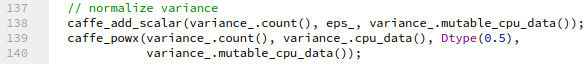 137 // normalize variance
138 caffe_add_scalar(variance_.count(), eps_, variance_.mutable_cpu_data());
139 caffe_powx(variance_.count(), variance_.cpu_data(), Dtype(0.5),
140 variance_.mutable_cpu_data());